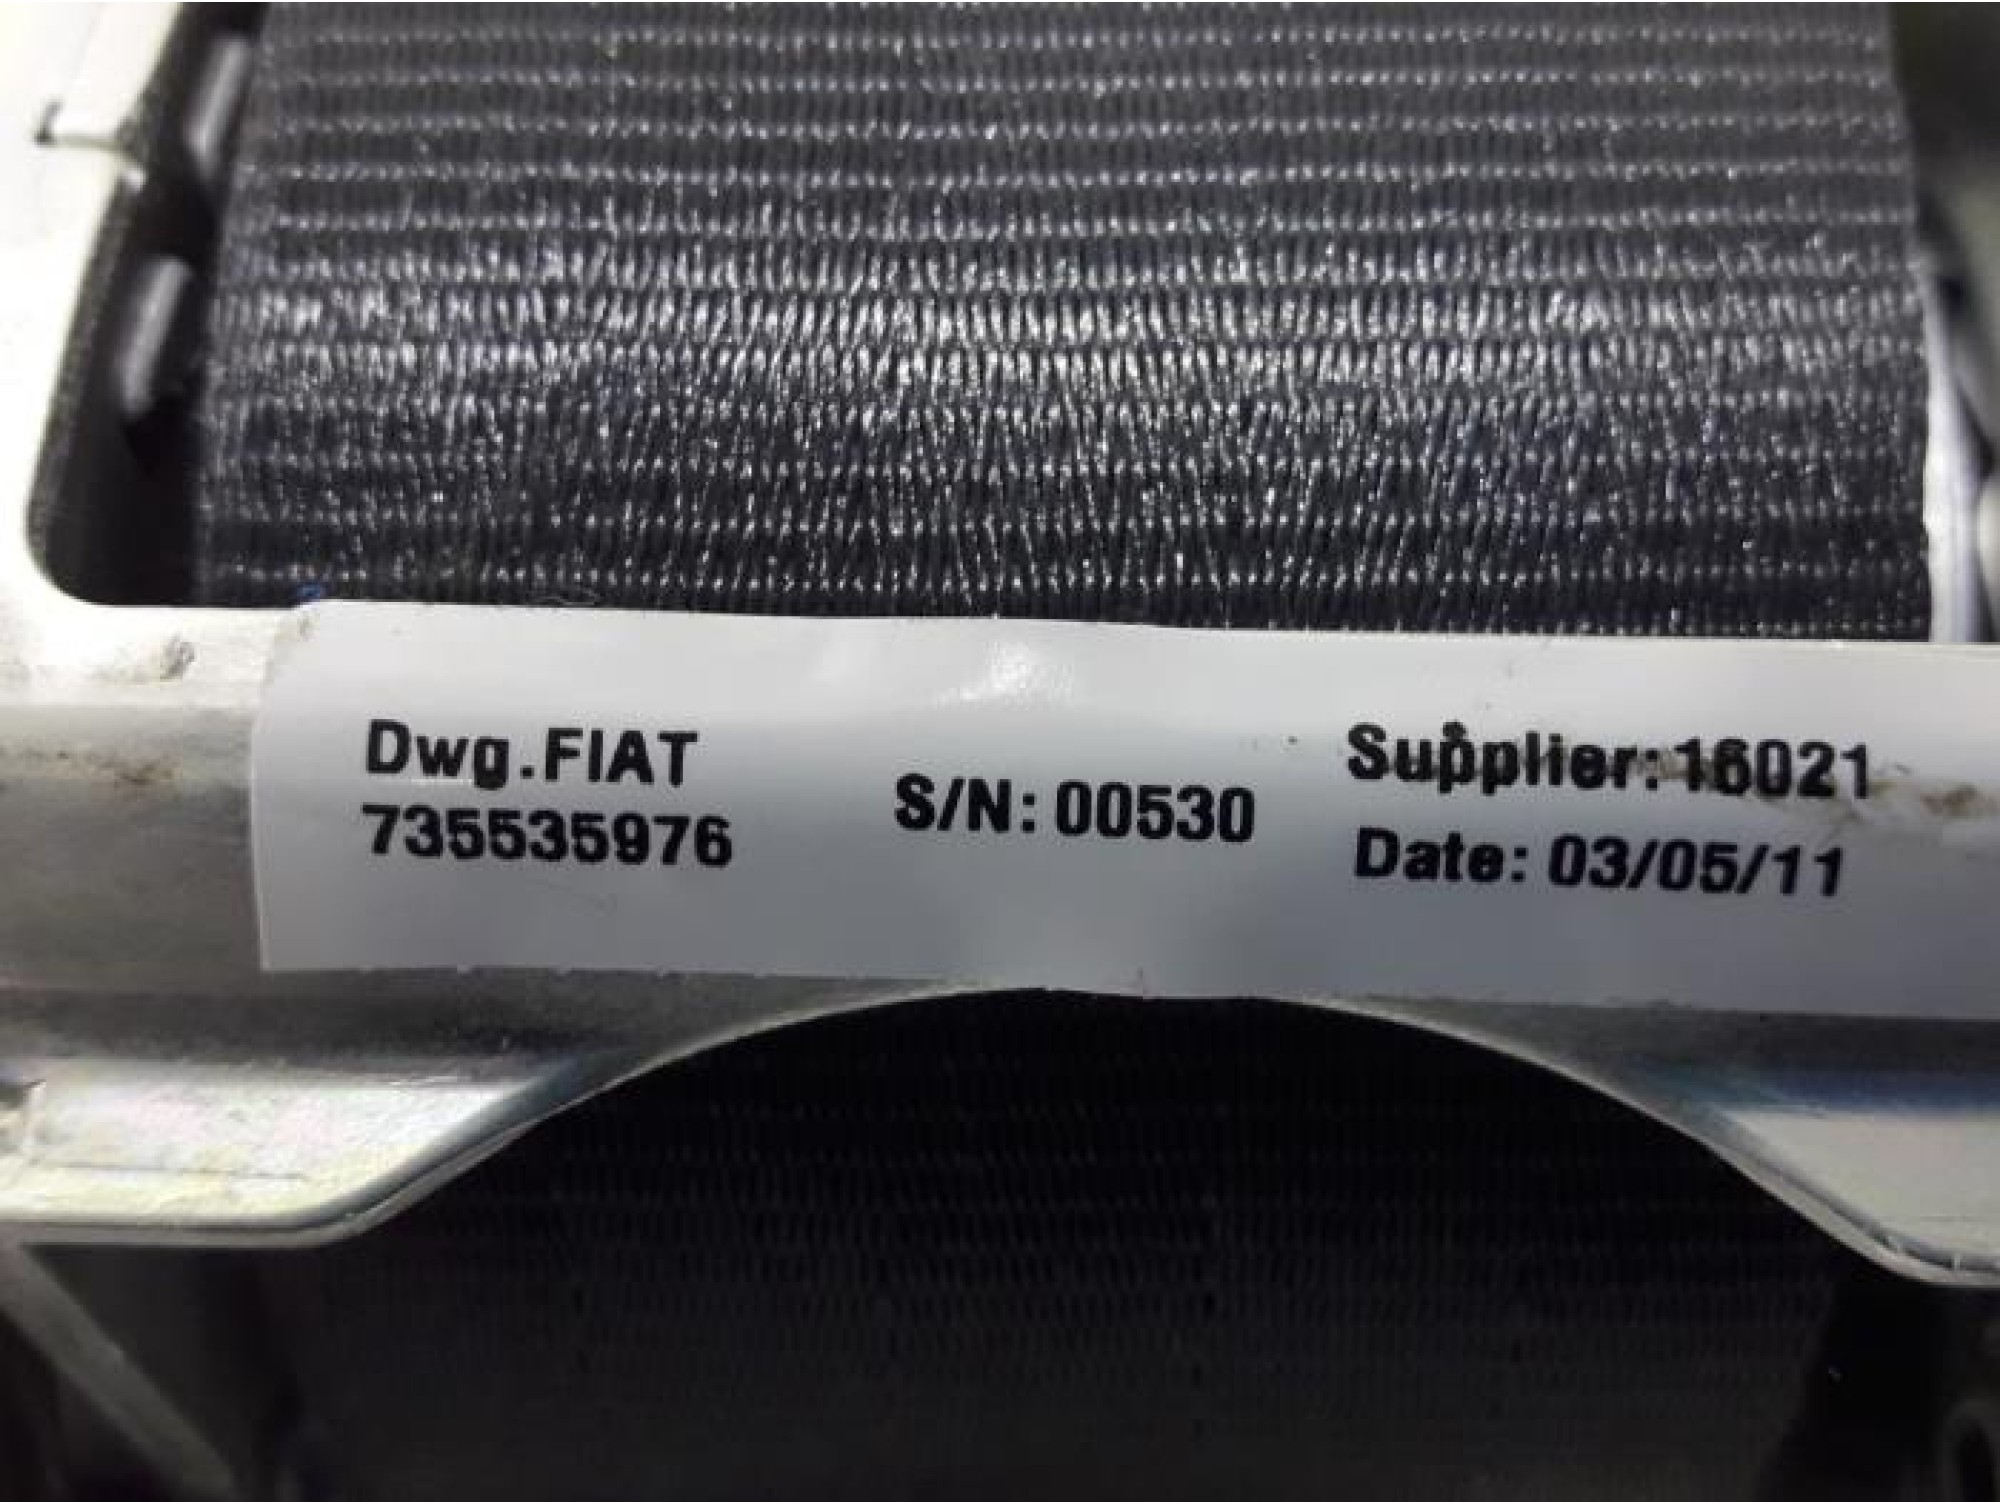 Dwg.FIAT
735535976
S/N: 00530
Supplier:16021
Date: 03/05/11